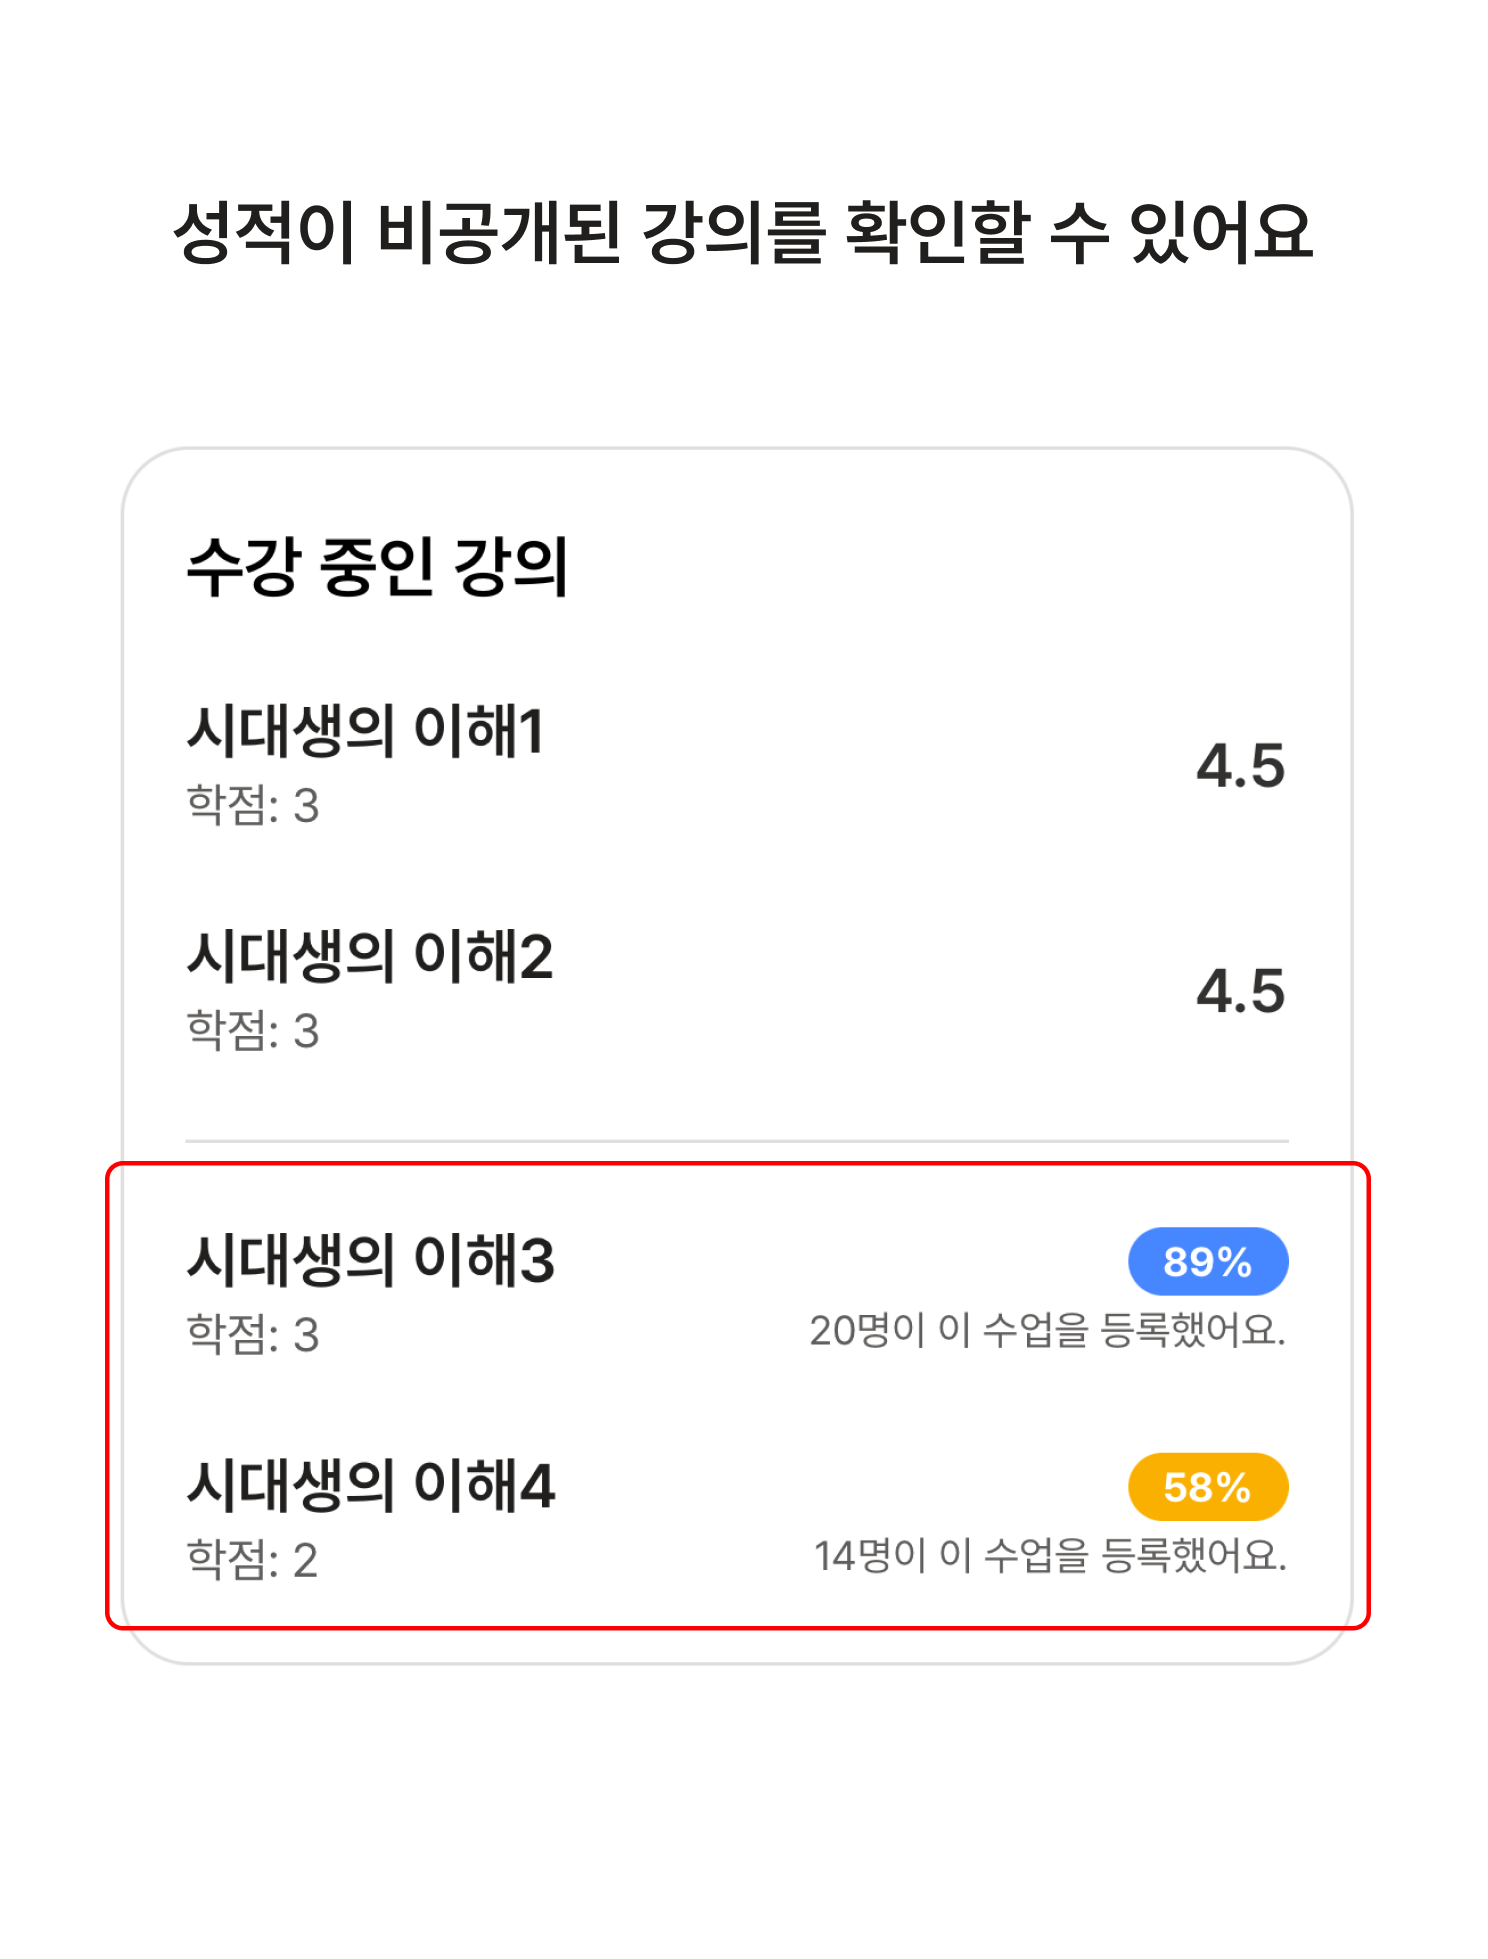 성적이 비공개된 강의를 확인할 수 있어요
수강 중인 강의
시대생의 이해1
학점: 3
4.5
시대생의 이해2
학점: 3
4.5
시대생의 이해3
89%
학점: 3
20명이 이 수업을 등록했어요.
시대생의 이해4
58%
학점: 2
14명이 이 수업을 등록했어요.